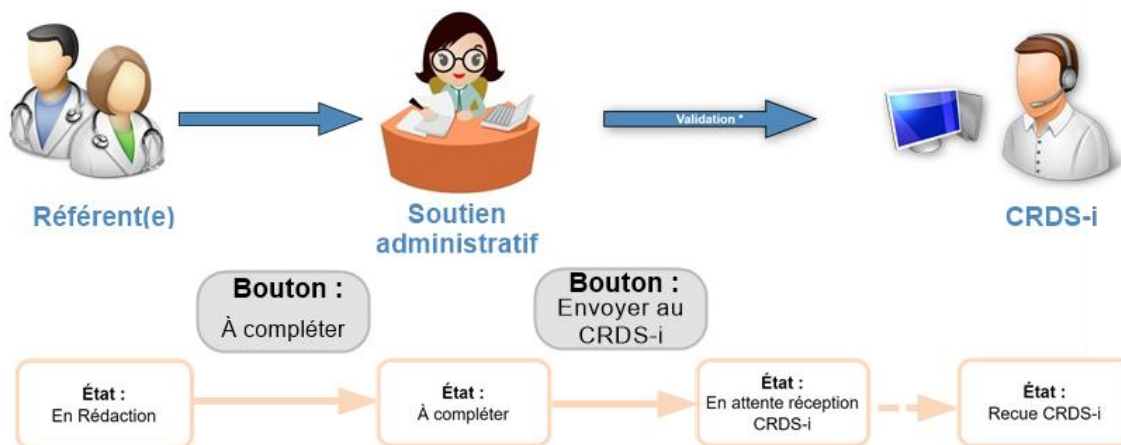 Validation *
Référent(e)
Soutien
administratif
CRDS-i
Bouton :
À compléter
Bouton :
Envoyer au
CRDS-i
État :
En Rédaction
État :
À compléter
État :
En attente réception
CRDS-i
État :
Recue CRDS-i